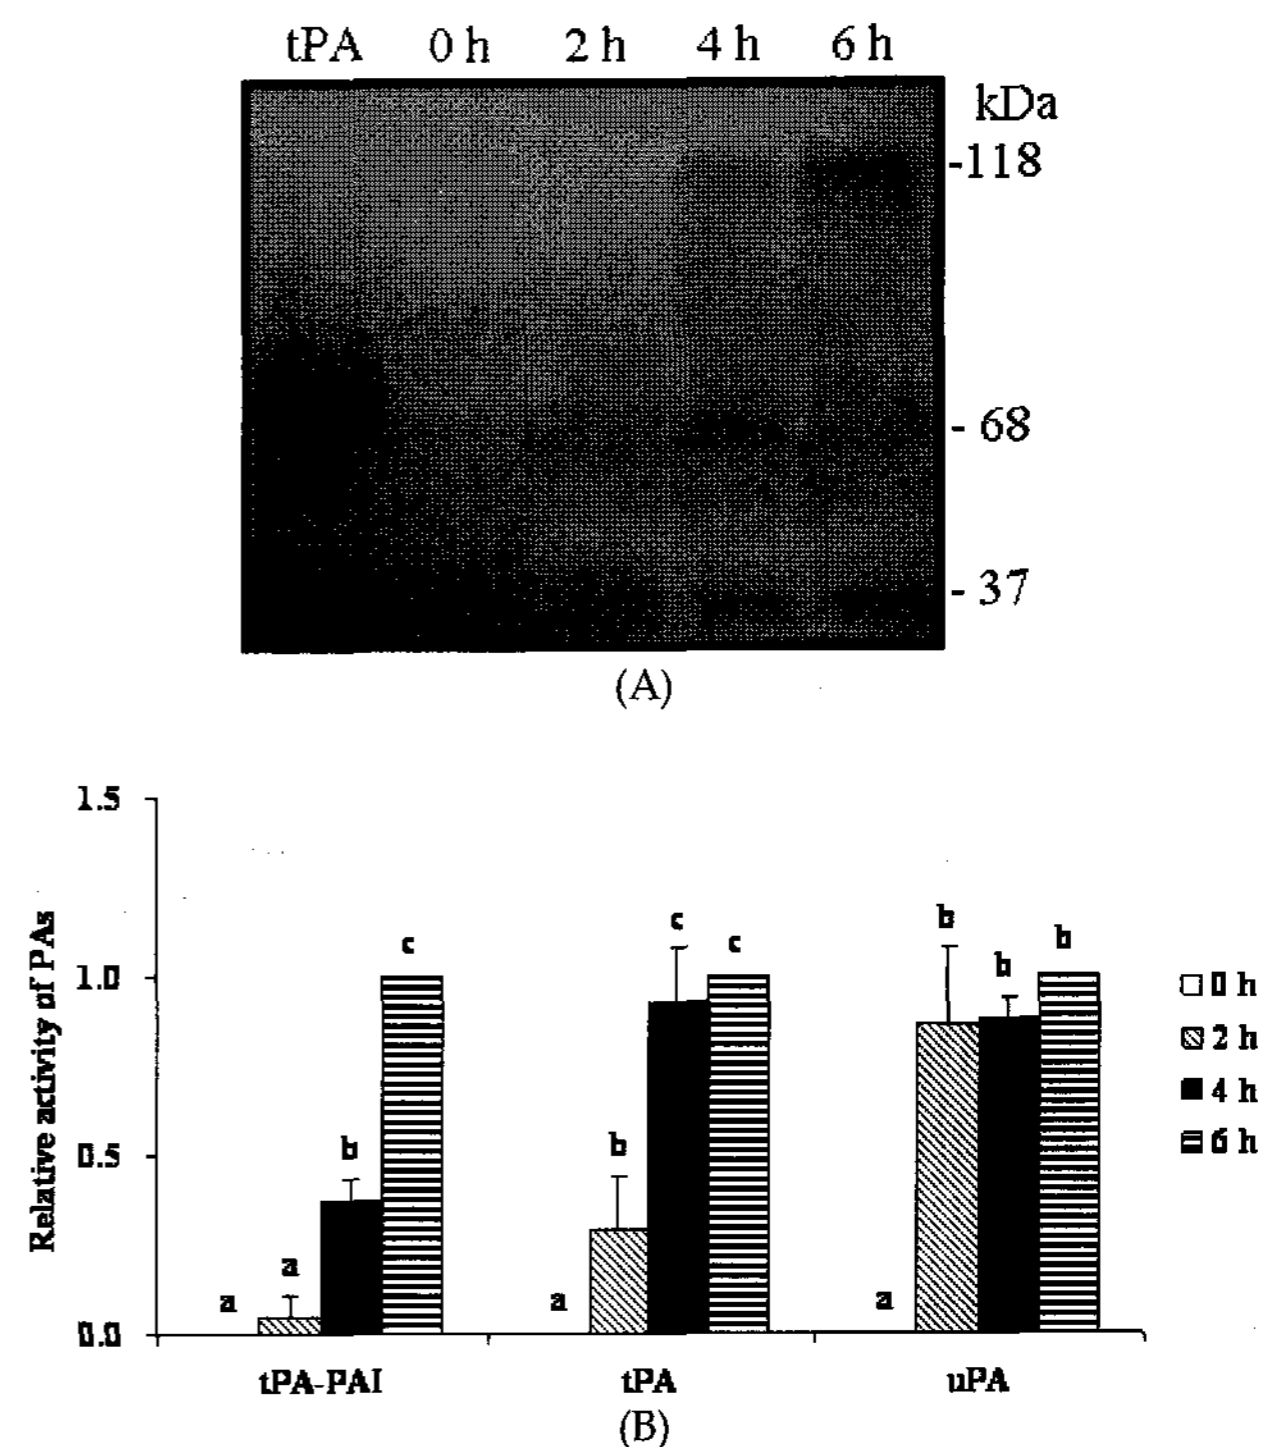 tPA 0 h 2 h 4 h 6 h
kDa
-118
- 68
- 37
(A)
1.5
1.0
0.5
0.0
Relative activity of PAs
a a b c
a b c c
a b b b
0 h
2 h
4 h
6 h
tPA-PAI tPA uPA
(B)